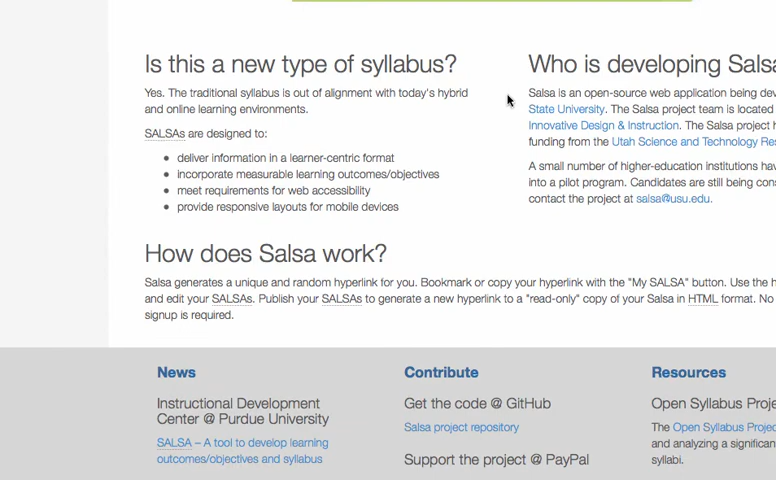 Is this a new type of syllabus?
Yes. The traditional syllabus is out of alignment with today's hybrid
and online learning environments.
SALSAs are designed to:
deliver information in a learner-centric format
incorporate measurable learning outcomes/objectives
meet requirements for web accessibility
provide responsive layouts for mobile devices
Who is developing Salsa
Salsa is an open-source web application being dev
State University. The Salsa project team is located
Innovative Design & Instruction. The Salsa project h
funding from the Utah Science and Technology Res
A small number of higher-education institutions hav
into a pilot program. Candidates are still being cons
contact the project at salsa@usu.edu.
How does Salsa work?
Salsa generates a unique and random hyperlink for you. Bookmark or copy your hyperlink with the "My SALSA" button. Use the h
and edit your SALSAs. Publish your SALSAs to generate a new hyperlink to a "read-only" copy of your Salsa in HTML format. No
signup is required.
News
Instructional Development
Center @ Purdue University
SALSA – A tool to develop learning
outcomes/objectives and syllabus
Contribute
Get the code @ GitHub
Salsa project repository
Support the project @ PayPal
Resources
Open Syllabus Proje
The Open Syllabus Projec
and analyzing a significan
syllabi.